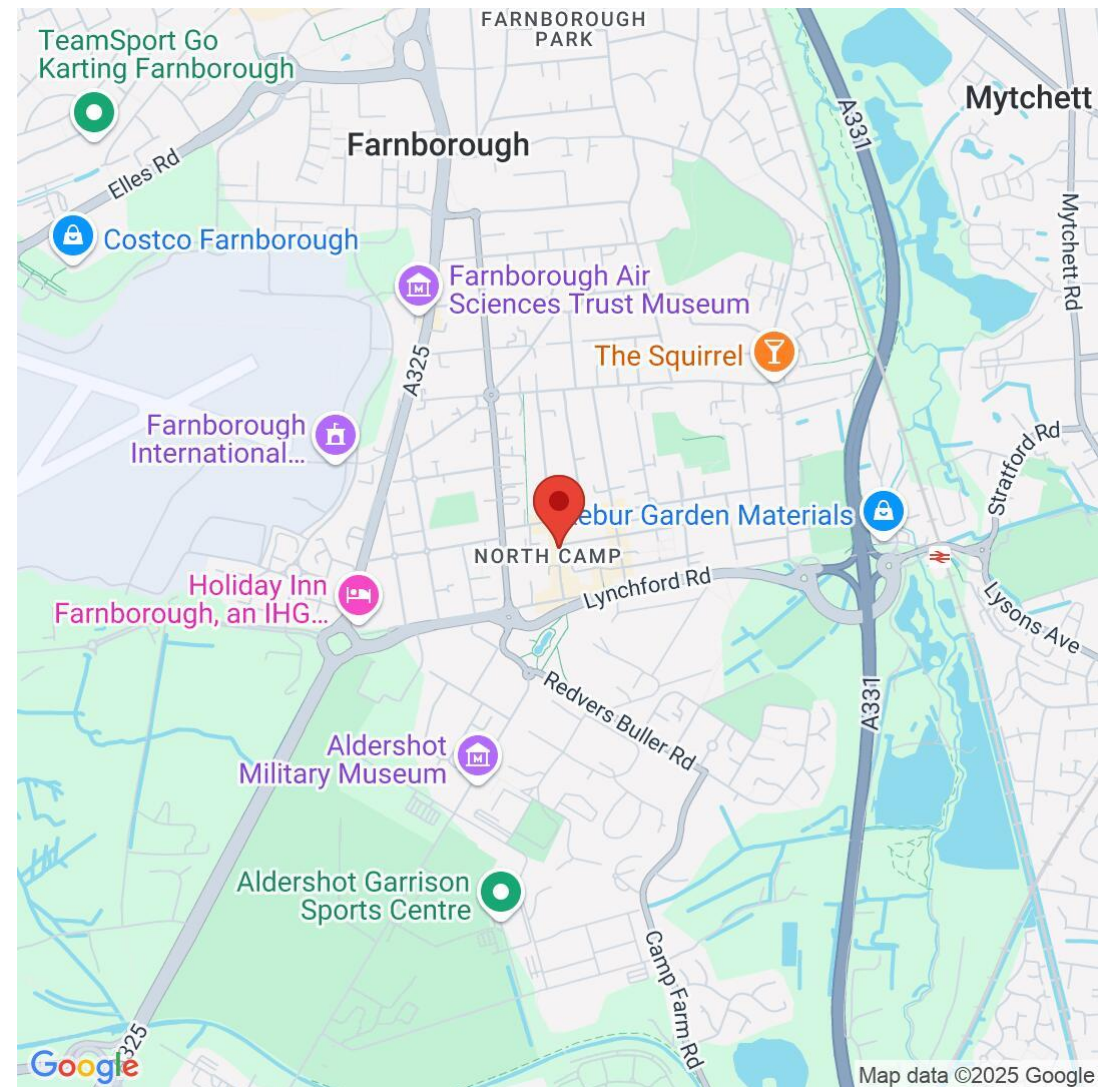 FARNBOROUGH
PARK
TeamSport Go
Karting Farnborough
Mytchett
A331
Farnborough
Elles Rd
Mytchett Rd
Costco Farnborough
Farnborough Air
Sciences Trust Museum
The Squirrel
A325
Farnborough
International...
Stratford Rd
ebur Garden Materials
NORTH CAMP
Holiday Inn
Farnborough, an IHG...
Lynchford Rd
Lysons Ave
Redvers Buller Rd
A331
Aldershot
Military Museum
Aldershot Garrison
Sports Centre
Camp Farm Rd
325
Google
Map data ©2025 Google